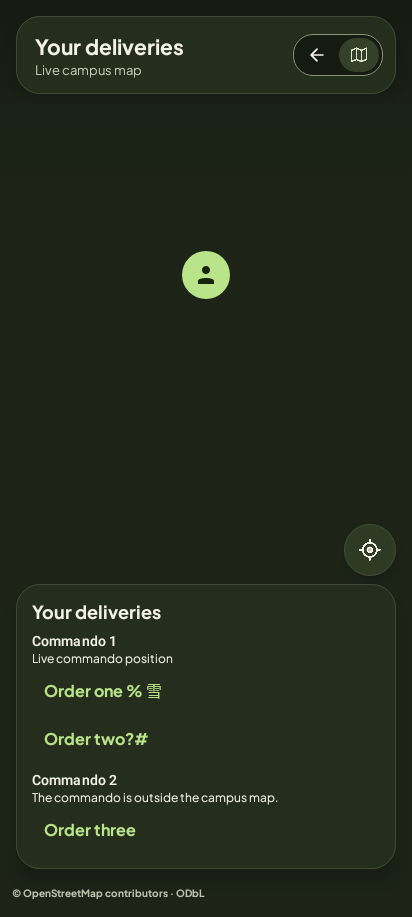 Your deliveries
Live campus map
Your deliveries
Commando 1
Live commando position
Order one % 雪
Order two?#
Commando 2
The commando is outside the campus map.
Order three
© OpenStreetMap contributors · ODbL